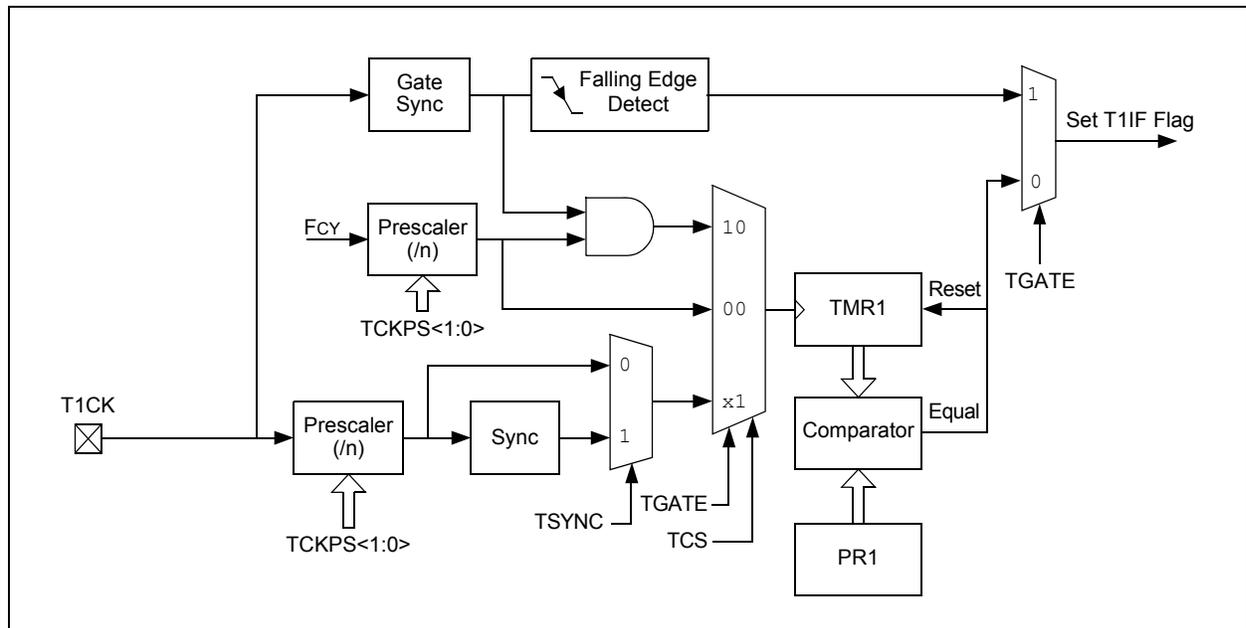 Gate
Sync
Falling Edge
Detect
1
Set T1IF Flag
0
TGATE
FCY
Prescaler
(/n)
TCKPS<1:0>
10
00
x1
TMR1
Reset
T1CK
Prescaler
(/n)
TCKPS<1:0>
Sync
0
1
TSYNC
TGATE
TCS
Comparator
Equal
PR1